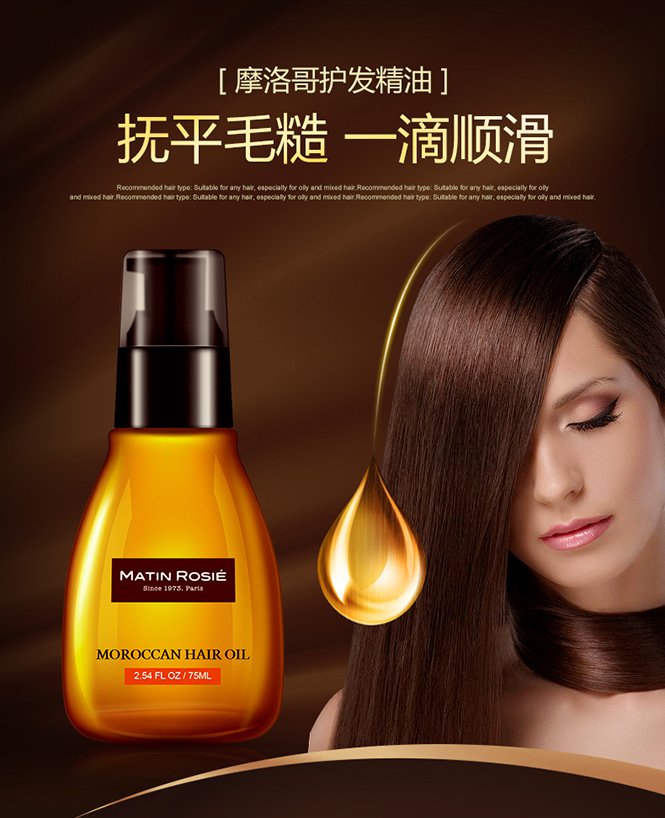 [ 摩洛哥护发精油 ]
抚平毛糙 一滴顺滑
Recommended hair type: Suitable for any hair, especially for oily and mixed hair.Recommended hair type: Suitable for any hair, especially for oily
and mixed hair.Recommended hair type: Suitable for any hair, especially for oily and mixed hair.Recommended hair type: Suitable for any hair, especially for oily and mixed hair.
MATIN ROSIÉ
Since 1973, Paris
MOROCCAN HAIR OIL
2.54 FL OZ / 75ML